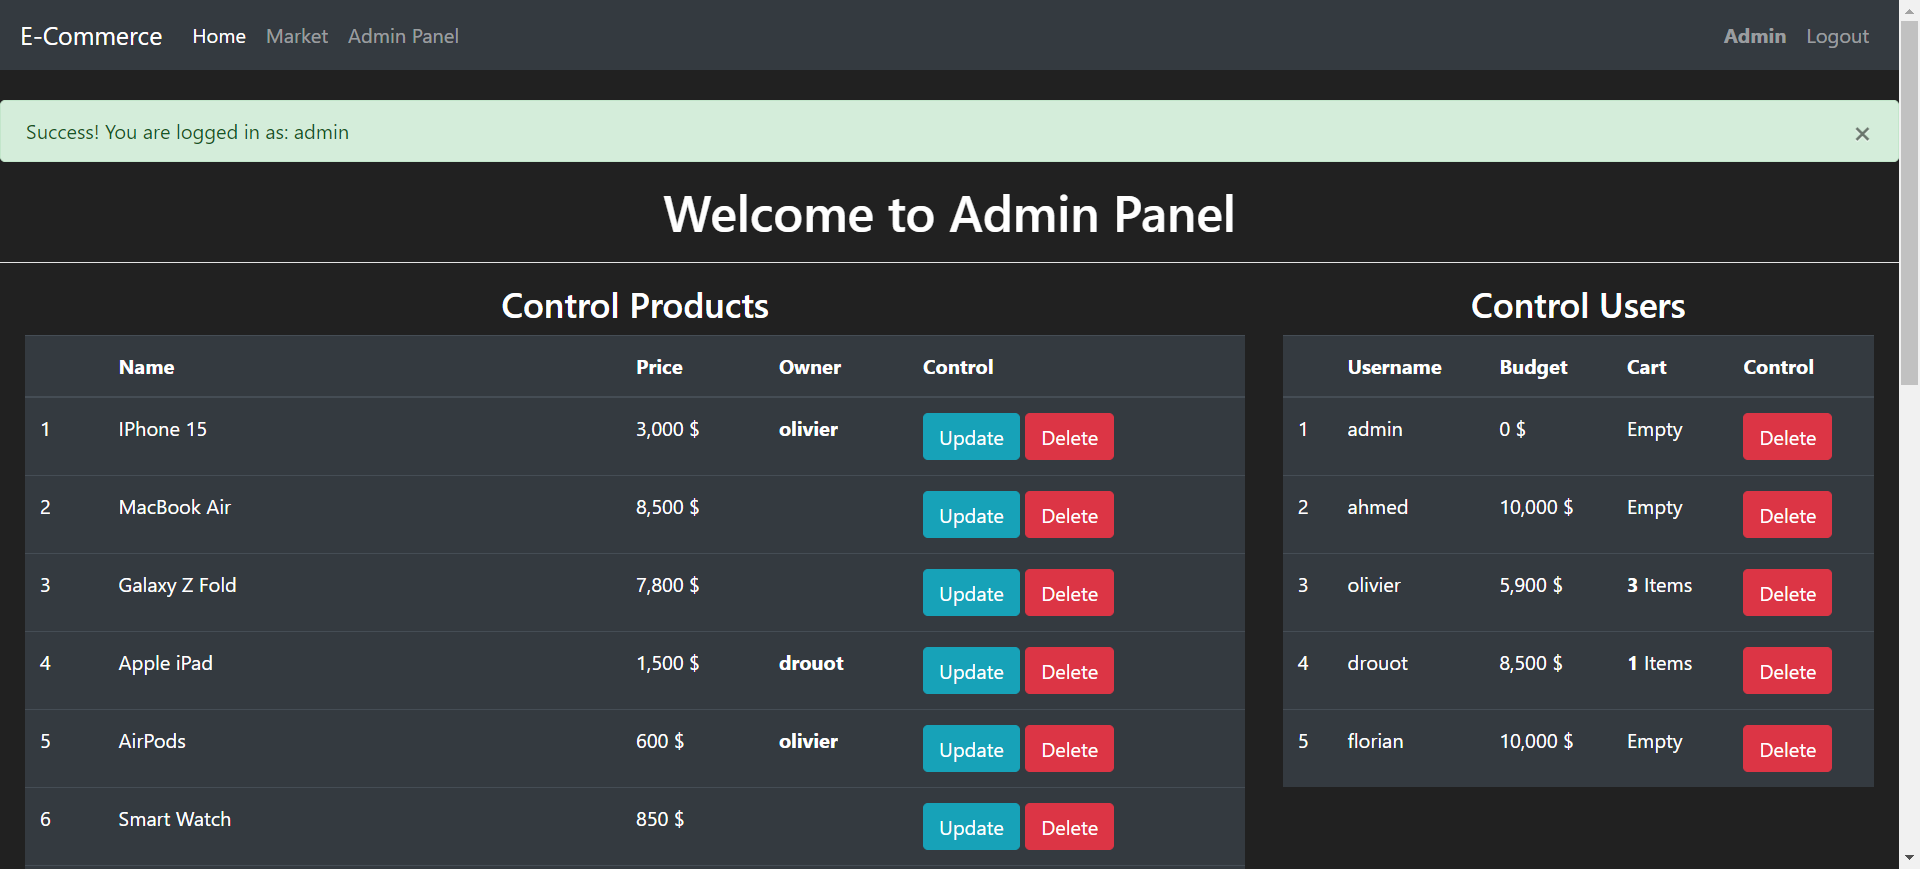 E-Commerce Home Market Admin Panel Admin Logout
Success! You are logged in as: admin ×
Welcome to Admin Panel
Control Products
Name Price Owner Control
1 IPhone 15 3,000 $ olivier Update Delete
2 MacBook Air 8,500 $ Update Delete
3 Galaxy Z Fold 7,800 $ Update Delete
4 Apple iPad 1,500 $ drouot Update Delete
5 AirPods 600 $ olivier Update Delete
6 Smart Watch 850 $ Update Delete
Control Users
Username Budget Cart Control
1 admin 0 $ Empty Delete
2 ahmed 10,000 $ Empty Delete
3 olivier 5,900 $ 3 Items Delete
4 drouot 8,500 $ 1 Items Delete
5 florian 10,000 $ Empty Delete